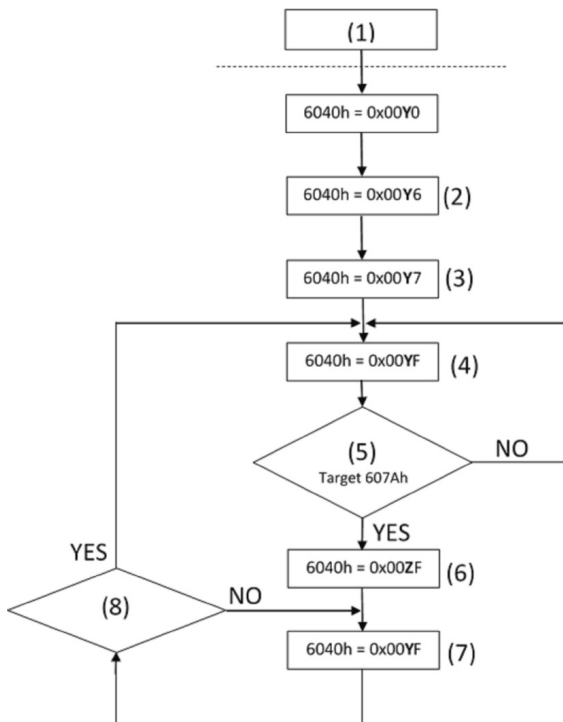 (1)
6040h = 0x00Y0
6040h = 0x00Y6 (2)
6040h = 0x00Y7 (3)
6040h = 0x00YF (4)
(5)
Target 607Ah
NO
YES
6040h = 0x00ZF (6)
YES
(8)
NO
6040h = 0x00YF (7)